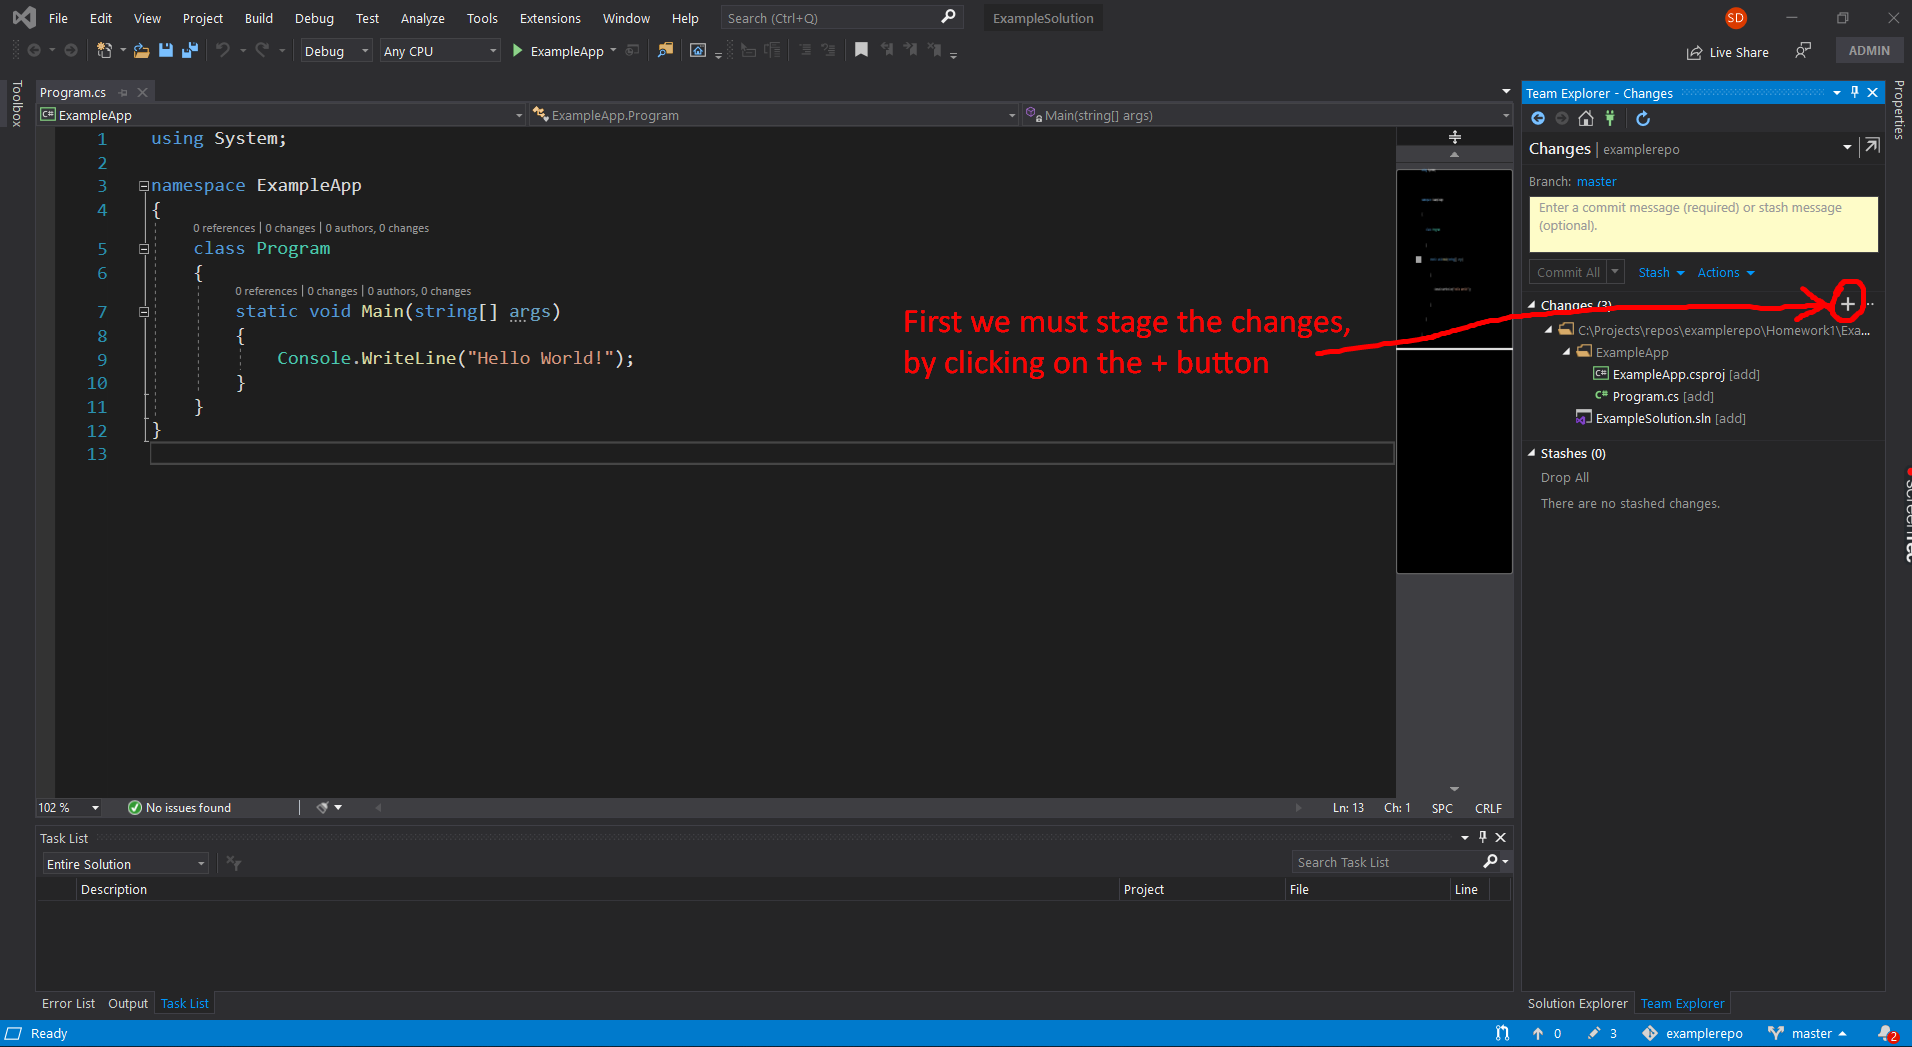 File Edit View Project Build Debug Test Analyze Tools Extensions Window Help Search (Ctrl+Q) ExampleSolution SD
Debug Any CPU ExampleApp Live Share ADMIN
Toolbox
Program.cs
ExampleApp ExampleApp.Program Main(string[] args)
1 using System;
2
3 namespace ExampleApp
4 {
0 references | 0 changes | 0 authors, 0 changes
5 class Program
6 {
0 references | 0 changes | 0 authors, 0 changes
7 static void Main(string[] args)
8 {
9 Console.WriteLine("Hello World!");
10 }
11 }
12 }
13
First we must stage the changes,
by clicking on the + button
102 % No issues found Ln: 13 Ch: 1 SPC CRLF
Task List
Entire Solution Search Task List
Description Project File Line
Error List Output Task List
Team Explorer - Changes
Changes | examplerepo
Branch: master
Enter a commit message (required) or stash message
(optional).
Commit All Stash Actions
Changes (3)
C:\Projects\repos\examplerepo\Homework1\Exa...
ExampleApp
ExampleApp.csproj [add]
Program.cs [add]
ExampleSolution.sln [add]
Stashes (0)
Drop All
There are no stashed changes.
Solution Explorer Team Explorer
Properties
Ready 0 3 examplerepo master 2